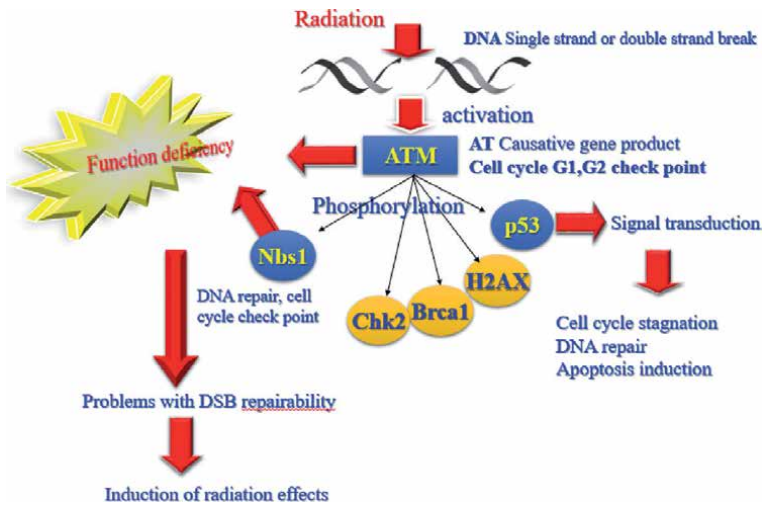 Radiation
DNA Single strand or double strand break
activation
Function deficiency
ATM
AT Causative gene product
Cell cycle G1,G2 check point
Phosphorylation
p53
Signal transduction
Nbs1
H2AX
DNA repair, cell
cycle check point
Chk2
Brca1
Cell cycle stagnation
DNA repair
Apoptosis induction
Problems with DSB repairability
Induction of radiation effects